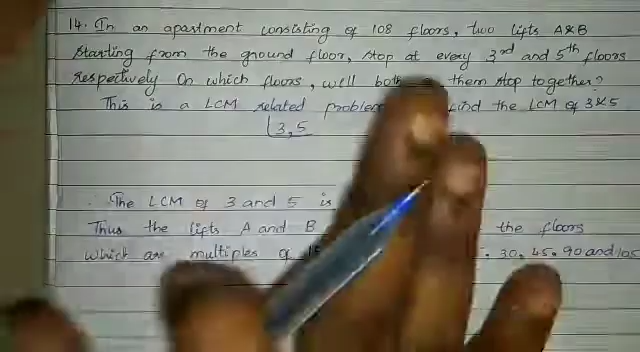 14. In an apartment consisting of 108 floors, two lifts A & B
starting from the ground floor, stop at every 3rd and 5th floors
respectively On which floors, will both them stop together?
This is a LCM related problem find the LCM of 3 & 5
3, 5
∴ The LCM of 3 and 5 is
Thus the lifts A and B the floors
which are multiples of 15 30, 45, 90 and 105